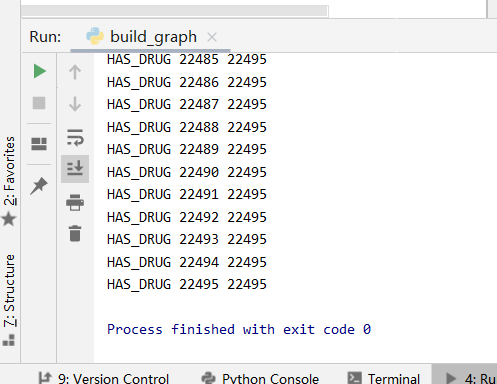 Run: build_graph
HAS_DRUG 22485 22495
HAS_DRUG 22486 22495
HAS_DRUG 22487 22495
HAS_DRUG 22488 22495
HAS_DRUG 22489 22495
HAS_DRUG 22490 22495
HAS_DRUG 22491 22495
HAS_DRUG 22492 22495
HAS_DRUG 22493 22495
HAS_DRUG 22494 22495
HAS_DRUG 22495 22495
Process finished with exit code 0
2: Favorites
7: Structure
9: Version Control Python Console Terminal 4: Ru